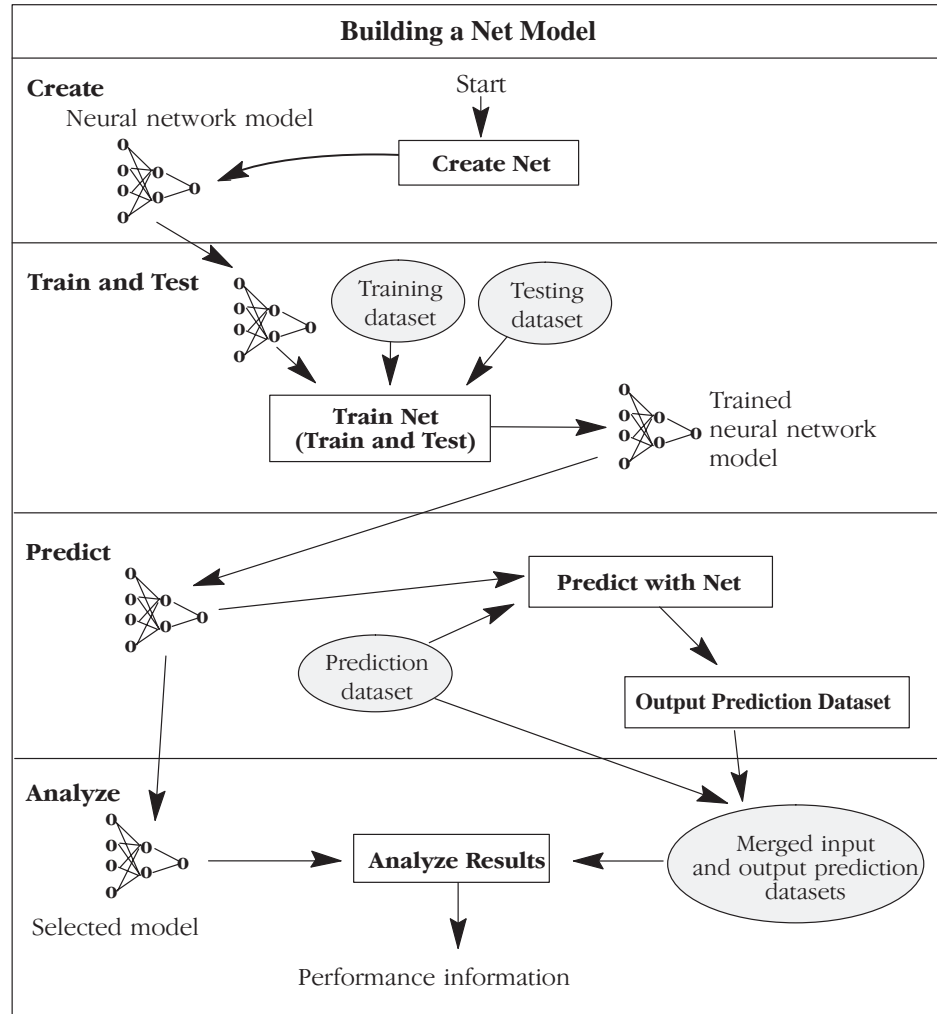 Building a Net Model
Create
Start
Neural network model
Create Net
Train and Test
Training
dataset
Testing
dataset
Train Net
(Train and Test)
Trained
neural network
model
Predict
Predict with Net
Prediction
dataset
Output Prediction Dataset
Analyze
Analyze Results
Merged input
and output prediction
datasets
Selected model
Performance information